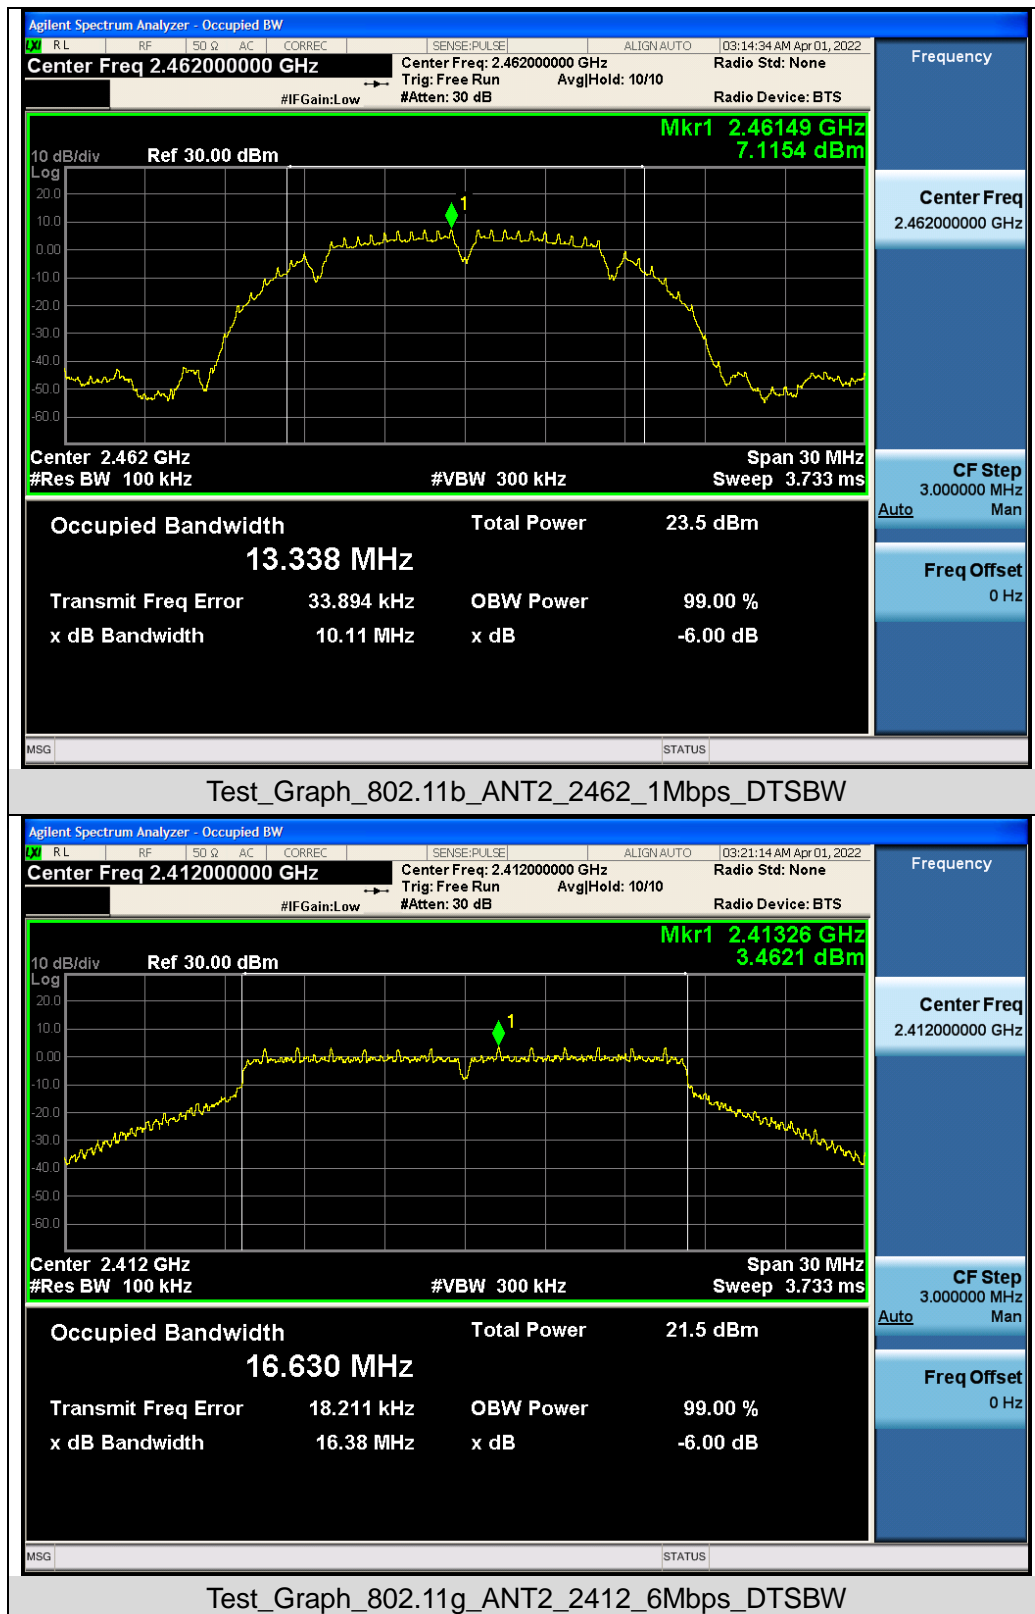 Agilent Spectrum Analyzer - Occupied BW
LXI RL RF 50 Ω AC CORREC SENSE:PULSE ALIGN AUTO 03:14:34 AM Apr 01, 2022
Center Freq 2.462000000 GHz
Center Freq: 2.462000000 GHz Radio Std: None
Trig: Free Run Avg|Hold: 10/10
#IFGain:Low #Atten: 30 dB Radio Device: BTS
Frequency
Mkr1 2.46149 GHz
7.1154 dBm
10 dB/div Ref 30.00 dBm
Log
20.0
10.0
0.00
-10.0
-20.0
-30.0
-40.0
-50.0
-60.0
1
Center 2.462 GHz Span 30 MHz
#Res BW 100 kHz #VBW 300 kHz Sweep 3.733 ms
Center Freq
2.462000000 GHz
CF Step
3.000000 MHz
Auto Man
Freq Offset
0 Hz
Occupied Bandwidth Total Power 23.5 dBm
13.338 MHz
Transmit Freq Error 33.894 kHz OBW Power 99.00 %
x dB Bandwidth 10.11 MHz x dB -6.00 dB
MSG STATUS
Test_Graph_802.11b_ANT2_2462_1Mbps_DTSBW
Agilent Spectrum Analyzer - Occupied BW
LXI RL RF 50 Ω AC CORREC SENSE:PULSE ALIGN AUTO 03:21:14 AM Apr 01, 2022
Center Freq 2.412000000 GHz
Center Freq: 2.412000000 GHz Radio Std: None
Trig: Free Run Avg|Hold: 10/10
#IFGain:Low #Atten: 30 dB Radio Device: BTS
Frequency
Mkr1 2.41326 GHz
3.4621 dBm
10 dB/div Ref 30.00 dBm
Log
20.0
10.0
0.00
-10.0
-20.0
-30.0
-40.0
-50.0
-60.0
1
Center 2.412 GHz Span 30 MHz
#Res BW 100 kHz #VBW 300 kHz Sweep 3.733 ms
Center Freq
2.412000000 GHz
CF Step
3.000000 MHz
Auto Man
Freq Offset
0 Hz
Occupied Bandwidth Total Power 21.5 dBm
16.630 MHz
Transmit Freq Error 18.211 kHz OBW Power 99.00 %
x dB Bandwidth 16.38 MHz x dB -6.00 dB
MSG STATUS
Test_Graph_802.11g_ANT2_2412_6Mbps_DTSBW